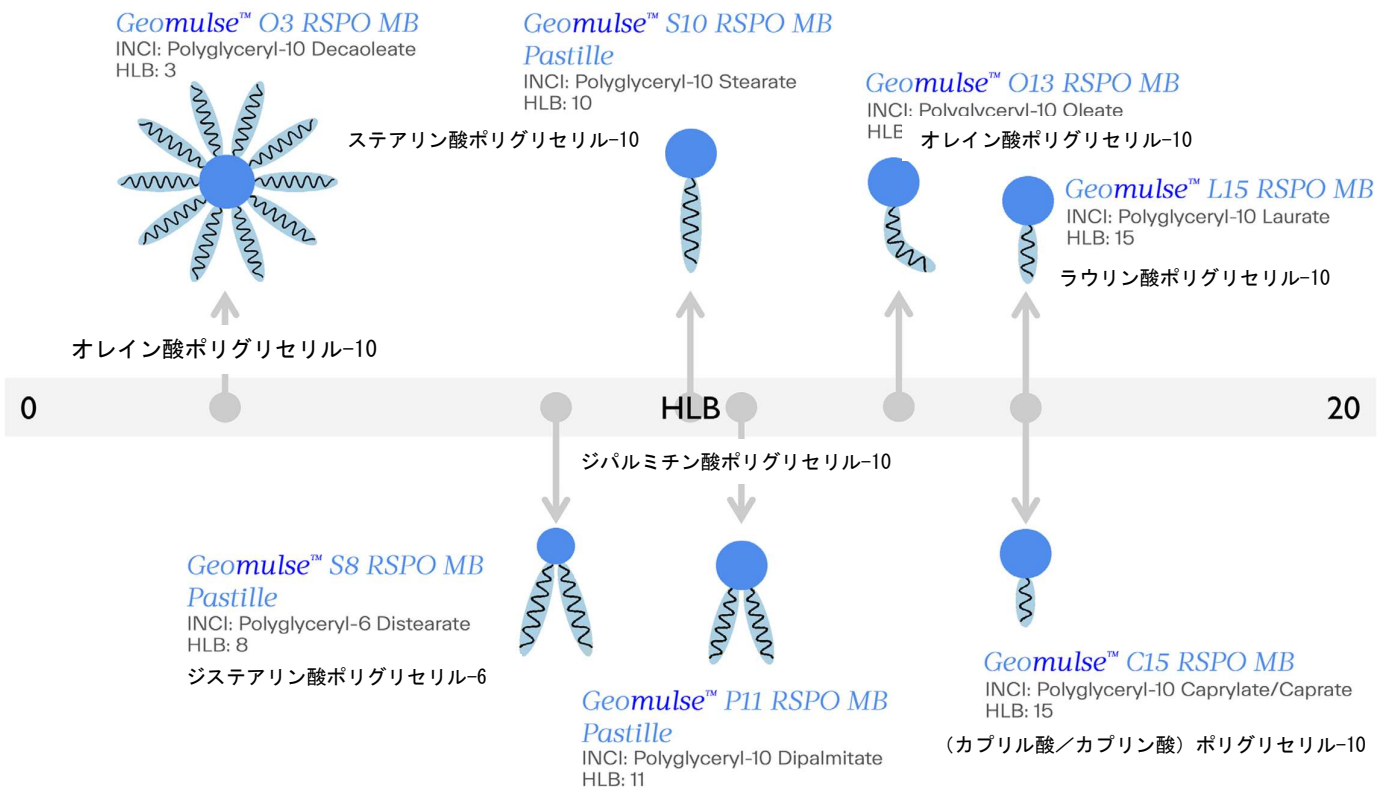 Geomulse™ O3 RSPO MB
INCI: Polyglyceryl-10 Decaoleate
HLB: 3
Geomulse™ S10 RSPO MB
Pastille
INCI: Polyglyceryl-10 Stearate
HLB: 10
ステアリン酸ポリグリセリル-10
Geomulse™ O13 RSPO MB
INCI: Polyglyceryl-10 Oleate
HLB
オレイン酸ポリグリセリル-10
Geomulse™ L15 RSPO MB
INCI: Polyglyceryl-10 Laurate
HLB: 15
ラウリン酸ポリグリセリル-10
オレイン酸ポリグリセリル-10
0
HLB
20
ジパルミチン酸ポリグリセリル-10
Geomulse™ S8 RSPO MB
Pastille
INCI: Polyglyceryl-6 Distearate
HLB: 8
ジステアリン酸ポリグリセリル-6
Geomulse™ P11 RSPO MB
Pastille
INCI: Polyglyceryl-10 Dipalmitate
HLB: 11
Geomulse™ C15 RSPO MB
INCI: Polyglyceryl-10 Caprylate/Caprate
HLB: 15
（カプリル酸／カプリン酸）ポリグリセリル-10